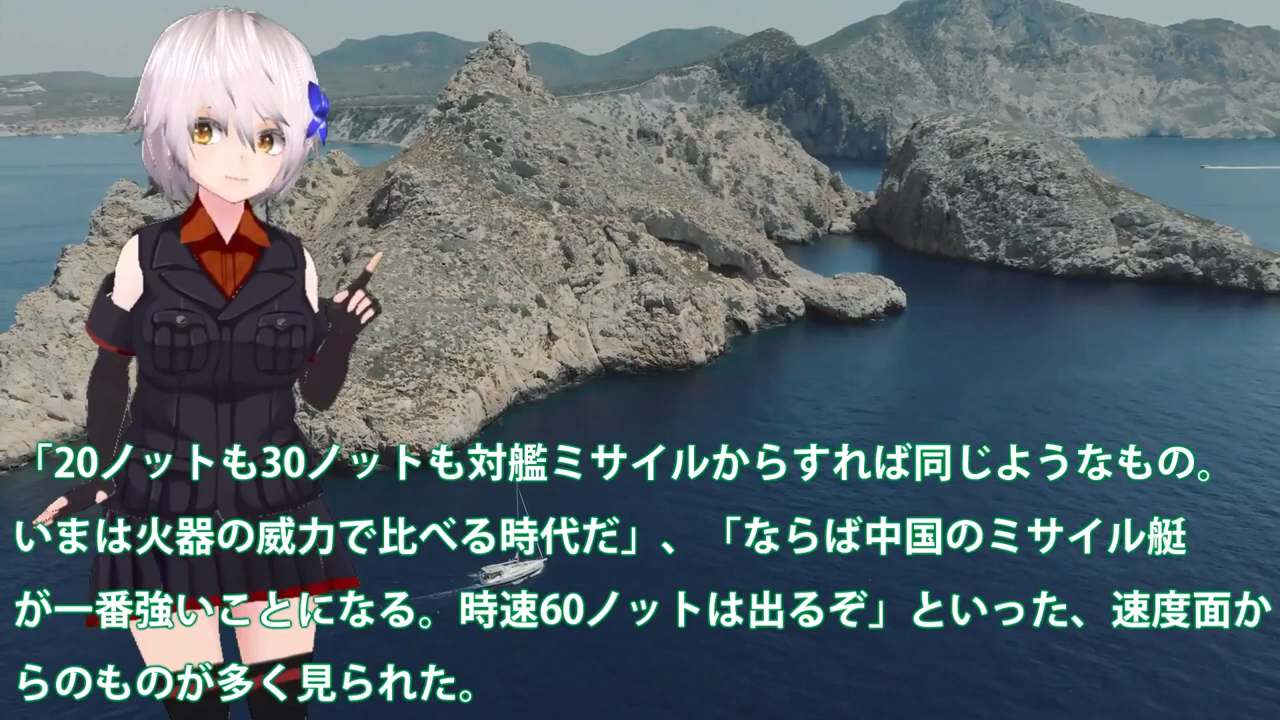 「20ノットも30ノットも対艦ミサイルからすれば同じようなもの。
いまは火器の威力で比べる時代だ」、「ならば中国のミサイル艇
が一番強いことになる。時速60ノットは出るぞ」といった、速度面か
らのものが多く見られた。